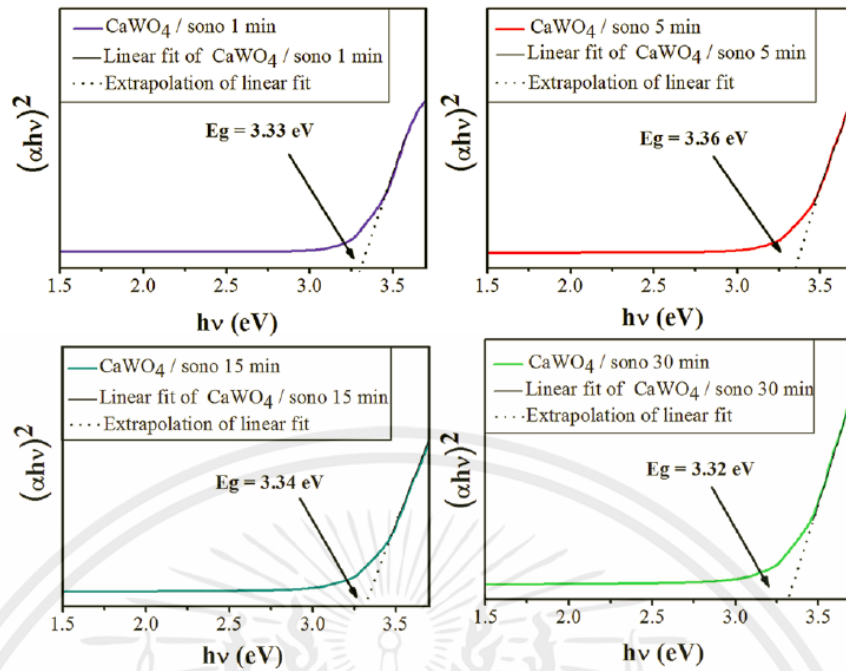 CaWO4 / sono 1 min
Linear fit of CaWO4 / sono 1 min
Extrapolation of linear fit
Eg = 3.33 eV
(αhν)2
1.5 2.0 2.5 3.0 3.5
hν (eV)
CaWO4 / sono 5 min
Linear fit of CaWO4 / sono 5 min
Extrapolation of linear fit
Eg = 3.36 eV
(αhν)2
1.5 2.0 2.5 3.0 3.5
hν (eV)
CaWO4 / sono 15 min
Linear fit of CaWO4 / sono 15 min
Extrapolation of linear fit
Eg = 3.34 eV
(αhν)2
1.5 2.0 2.5 3.0 3.5
hν (eV)
CaWO4 / sono 30 min
Linear fit of CaWO4 / sono 30 min
Extrapolation of linear fit
Eg = 3.32 eV
(αhν)2
1.5 2.0 2.5 3.0 3.5
hν (eV)